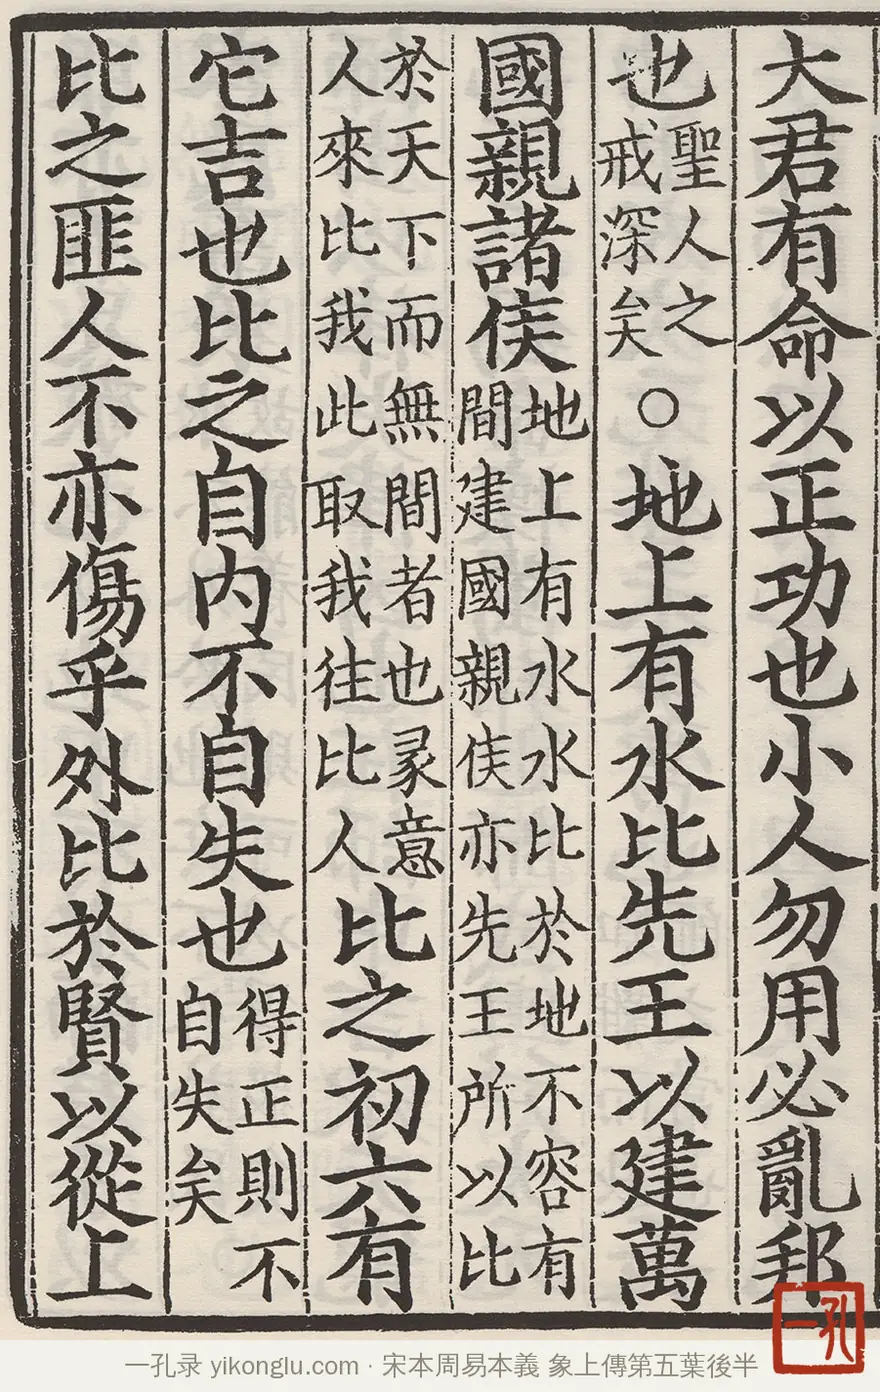 大君有命以正功也小人勿用必亂邦
也聖人之戒深矣○地上有水比先王以建萬
國親諸侯地上有水水比於地不容有間建國親侯亦先王所以比
於天下而無間者也彖意人來比我此取我往比人比之初六有
它吉也比之自内不自失也得正則不自失矣
比之匪人不亦傷乎外比於賢以從上
一孔
一孔录 yikonglu.com · 宋本周易本義 象上傳第五葉後半